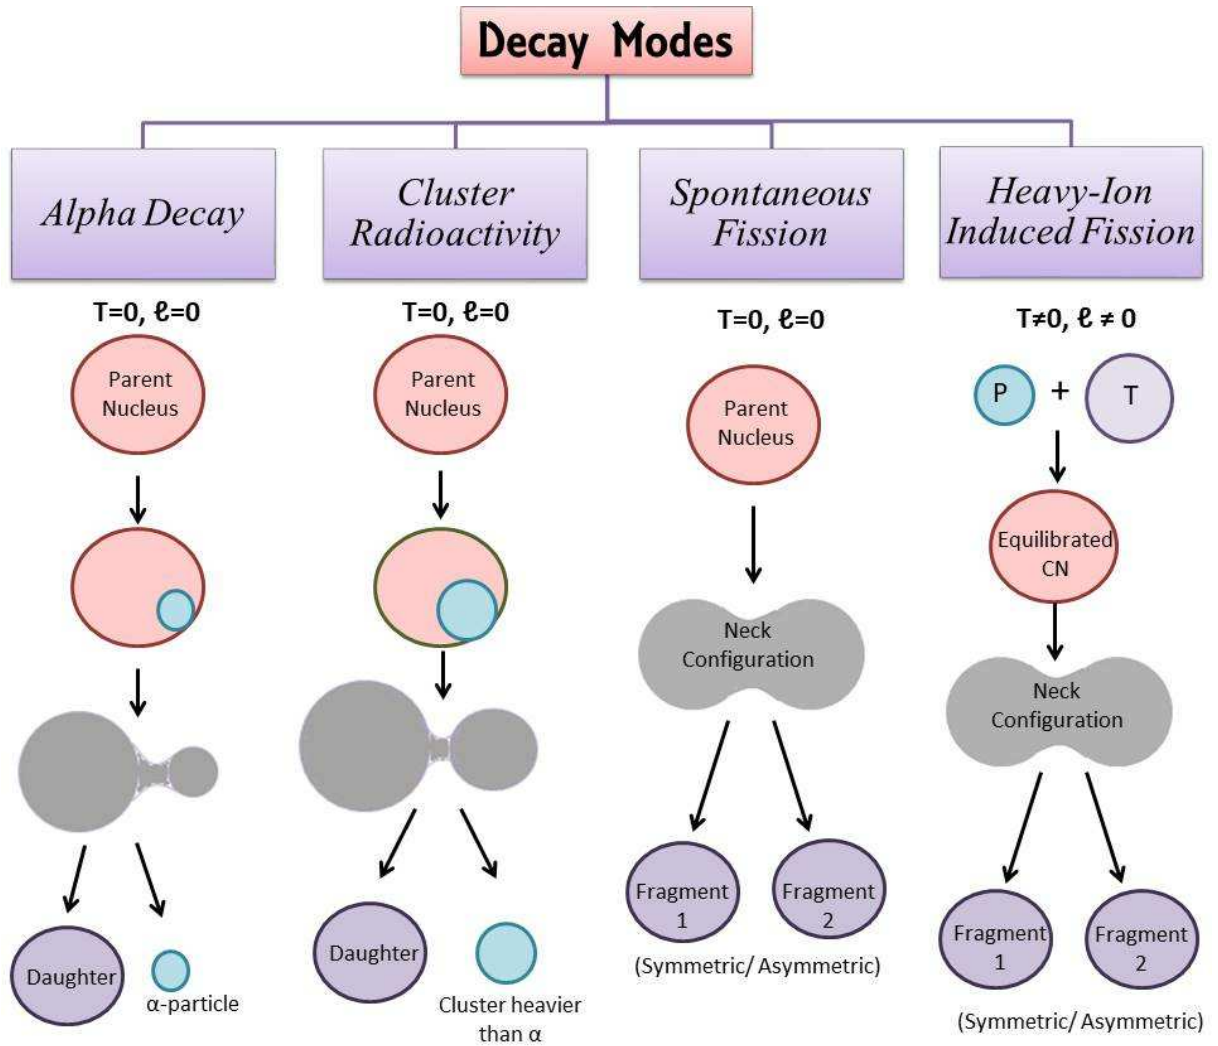 Decay Modes
Alpha Decay
T=0, ℓ=0
Parent
Nucleus
Daughter
α-particle
Cluster
Radioactivity
T=0, ℓ=0
Parent
Nucleus
Daughter
Cluster heavier
than α
Spontaneous
Fission
T=0, ℓ=0
Parent
Nucleus
Neck
Configuration
Fragment
1
Fragment
2
(Symmetric/ Asymmetric)
Heavy-Ion
Induced Fission
T≠0, ℓ ≠ 0
P + T
Equilibrated
CN
Neck
Configuration
Fragment
1
Fragment
2
(Symmetric/ Asymmetric)